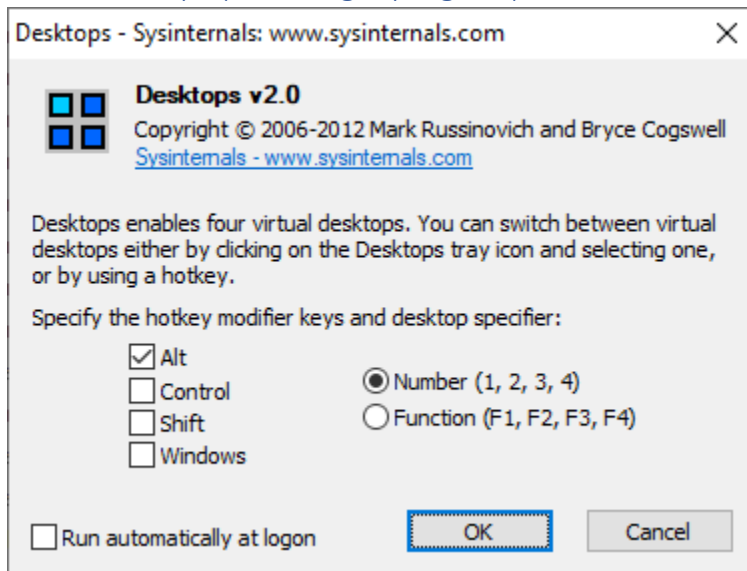 Desktops - Sysinternals: www.sysinternals.com
Desktops v2.0
Copyright © 2006-2012 Mark Russinovich and Bryce Cogswell
Sysinternals - www.sysinternals.com
Desktops enables four virtual desktops. You can switch between virtual
desktops either by clicking on the Desktops tray icon and selecting one,
or by using a hotkey.
Specify the hotkey modifier keys and desktop specifier:
Alt
Control
Shift
Windows
Number (1, 2, 3, 4)
Function (F1, F2, F3, F4)
Run automatically at logon
OK
Cancel